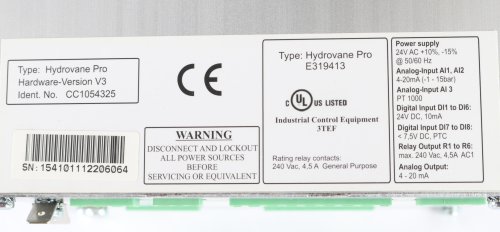 Type: Hydrovane Pro
Hardware-Version V3
Ident. No. CC1054325
SN: 154101112206064
CE
WARNING
DISCONNECT AND LOCKOUT
ALL POWER SOURCES
BEFORE
SERVICING OR EQUIVALENT
Type: Hydrovane Pro
E319413
UL US LISTED
Industrial Control Equipment
3TEF
Rating relay contacts:
240 Vac, 4,5 A General Purpose
Power supply
24V AC +10%, -15%
@ 50/60 Hz
Analog-Input AI1, AI2
4-20mA (-1 - 15bar)
Analog-Input AI 3
PT 1000
Digital Input DI1 to DI6:
24V DC, 10mA
Digital Input DI7 to DI8:
< 7,5V DC, PTC
Relay Output R1 to R6:
max. 240 Vac, 4,5A AC1
Analog Output:
4 - 20 mA